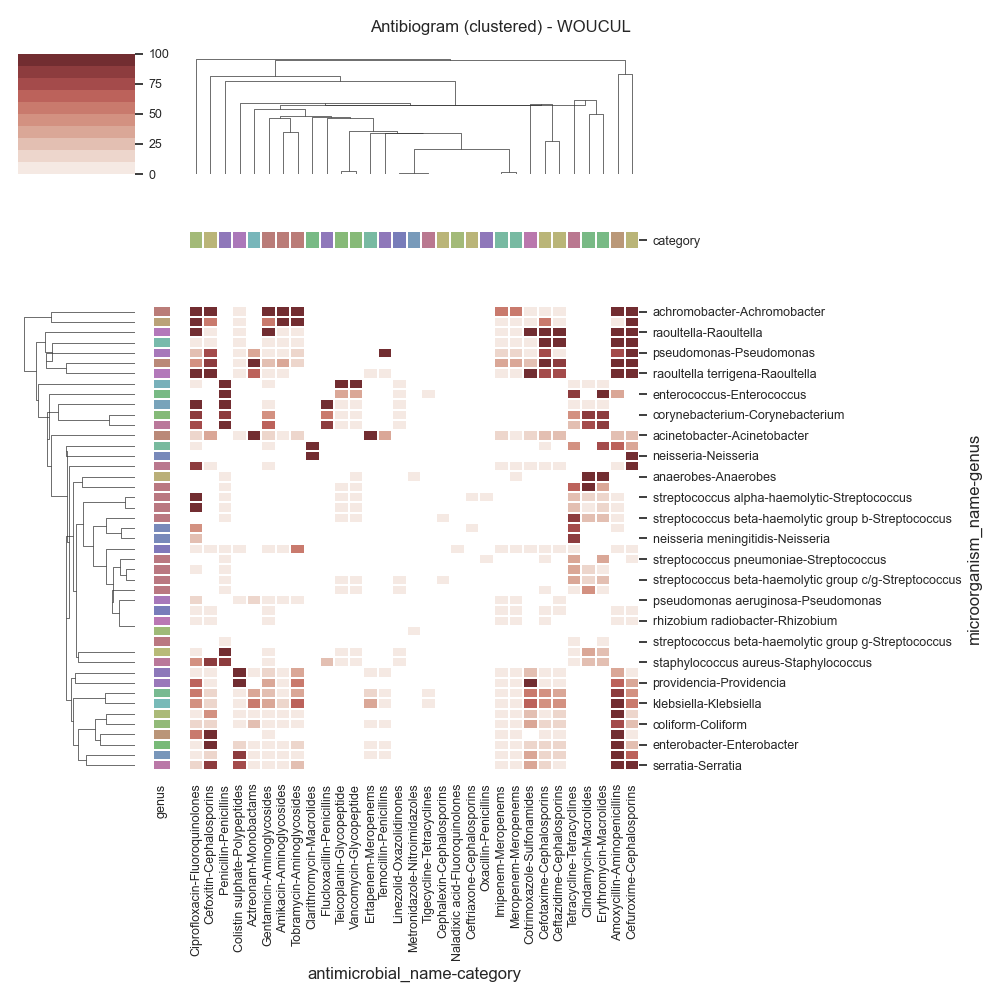 Antibiogram (clustered) - WOUCUL
100
75
50
25
0
category
achromobacter-Achromobacter
raoultella-Raoultella
pseudomonas-Pseudomonas
raoultella terrigena-Raoultella
enterococcus-Enterococcus
corynebacterium-Corynebacterium
acinetobacter-Acinetobacter
neisseria-Neisseria
anaerobes-Anaerobes
streptococcus alpha-haemolytic-Streptococcus
streptococcus beta-haemolytic group b-Streptococcus
neisseria meningitidis-Neisseria
streptococcus pneumoniae-Streptococcus
streptococcus beta-haemolytic group c/g-Streptococcus
pseudomonas aeruginosa-Pseudomonas
rhizobium radiobacter-Rhizobium
streptococcus beta-haemolytic group g-Streptococcus
staphylococcus aureus-Staphylococcus
providencia-Providencia
klebsiella-Klebsiella
coliform-Coliform
enterobacter-Enterobacter
serratia-Serratia
microorganism_name-genus
genus
Ciprofloxacin-Fluoroquinolones
Cefoxitin-Cephalosporins
Penicillin-Penicillins
Colistin sulphate-Polypeptides
Aztreonam-Monobactams
Gentamicin-Aminoglycosides
Amikacin-Aminoglycosides
Tobramycin-Aminoglycosides
Clarithromycin-Macrolides
Flucloxacillin-Penicillins
Teicoplanin-Glycopeptide
Vancomycin-Glycopeptide
Ertapenem-Meropenems
Temocillin-Penicillins
Linezolid-Oxazolidinones
Metronidazole-Nitroimidazoles
Tigecycline-Tetracyclines
Cephalexin-Cephalosporins
Naladixic acid-Fluoroquinolones
Ceftriaxone-Cephalosporins
Oxacillin-Penicillins
Imipenem-Meropenems
Meropenem-Meropenems
Cotrimoxazole-Sulfonamides
Cefotaxime-Cephalosporins
Ceftazidime-Cephalosporins
Tetracycline-Tetracyclines
Clindamycin-Macrolides
Erythromycin-Macrolides
Amoxycillin-Aminopenicillins
Cefuroxime-Cephalosporins
antimicrobial_name-category